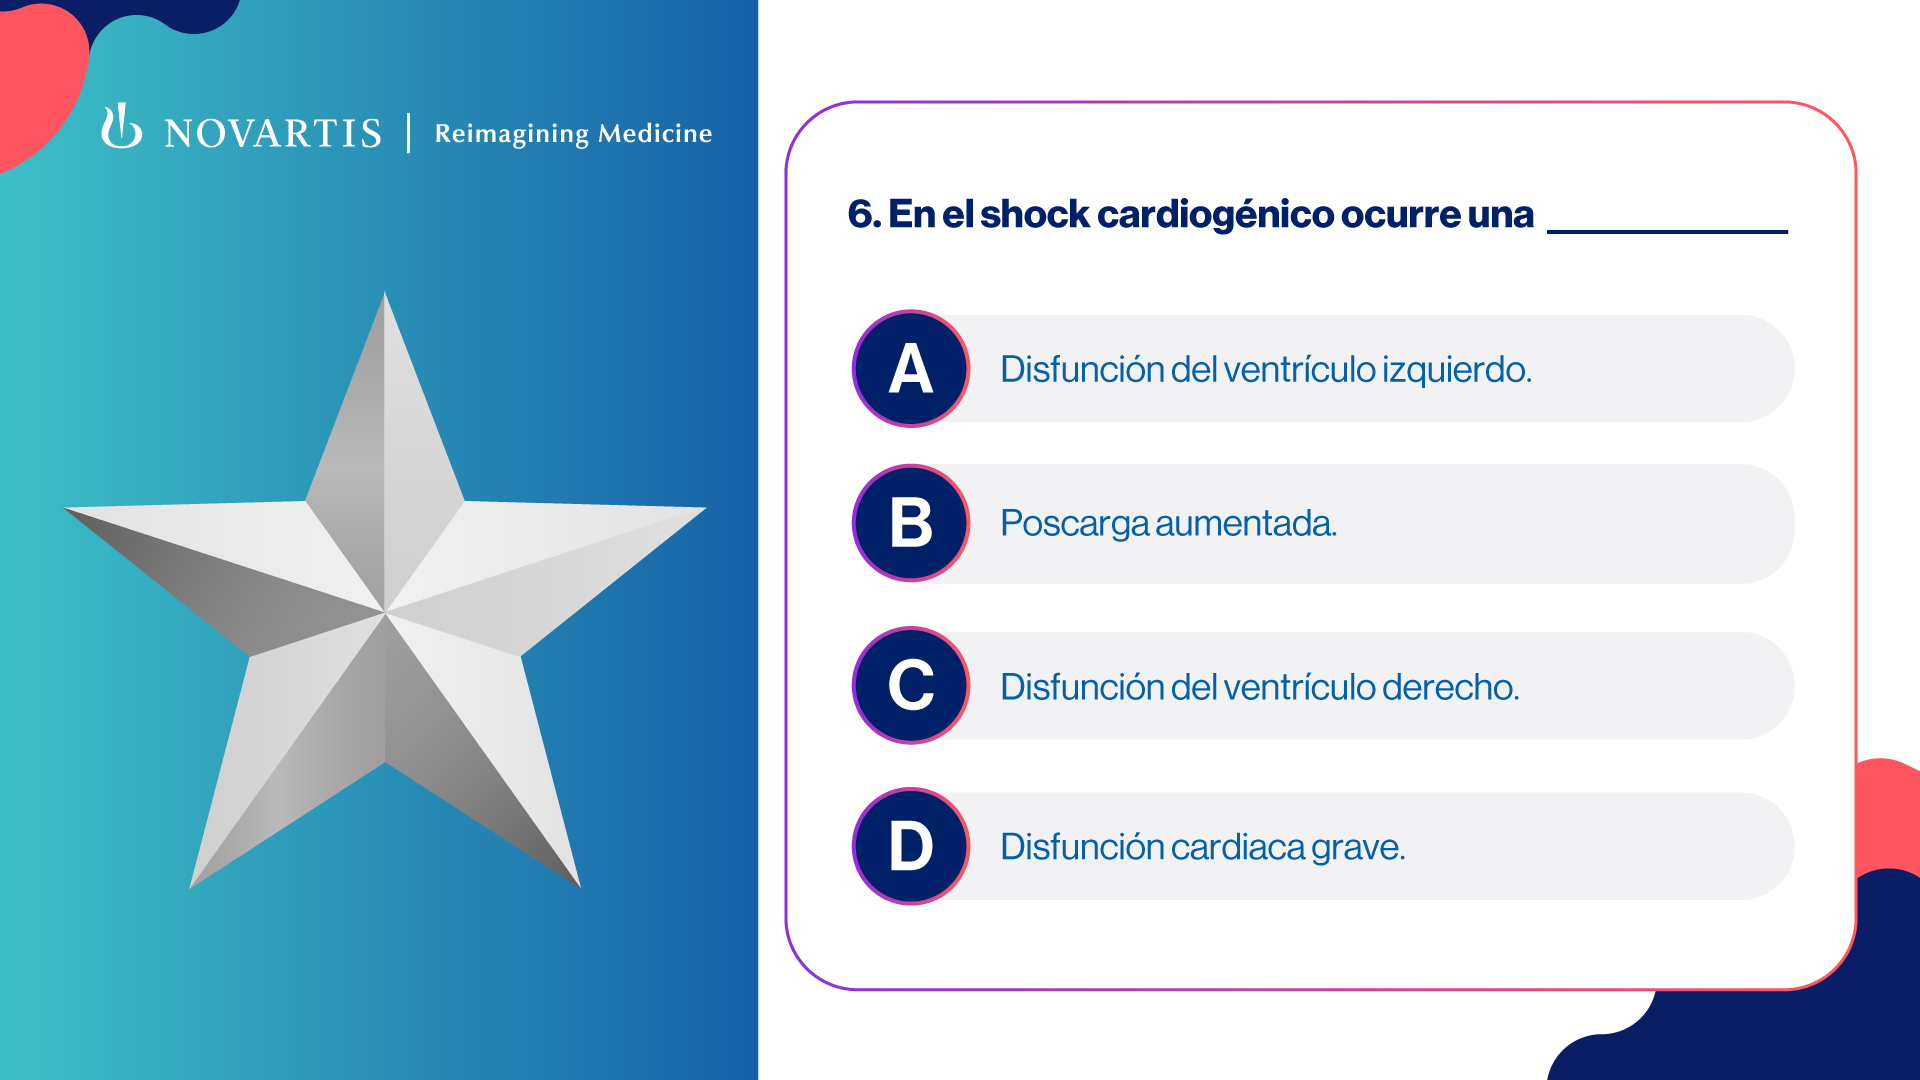 NOVARTIS | Reimagining Medicine
6. En el shock cardiogénico ocurre una ____________
A Disfunción del ventrículo izquierdo.
B Poscarga aumentada.
C Disfunción del ventrículo derecho.
D Disfunción cardiaca grave.